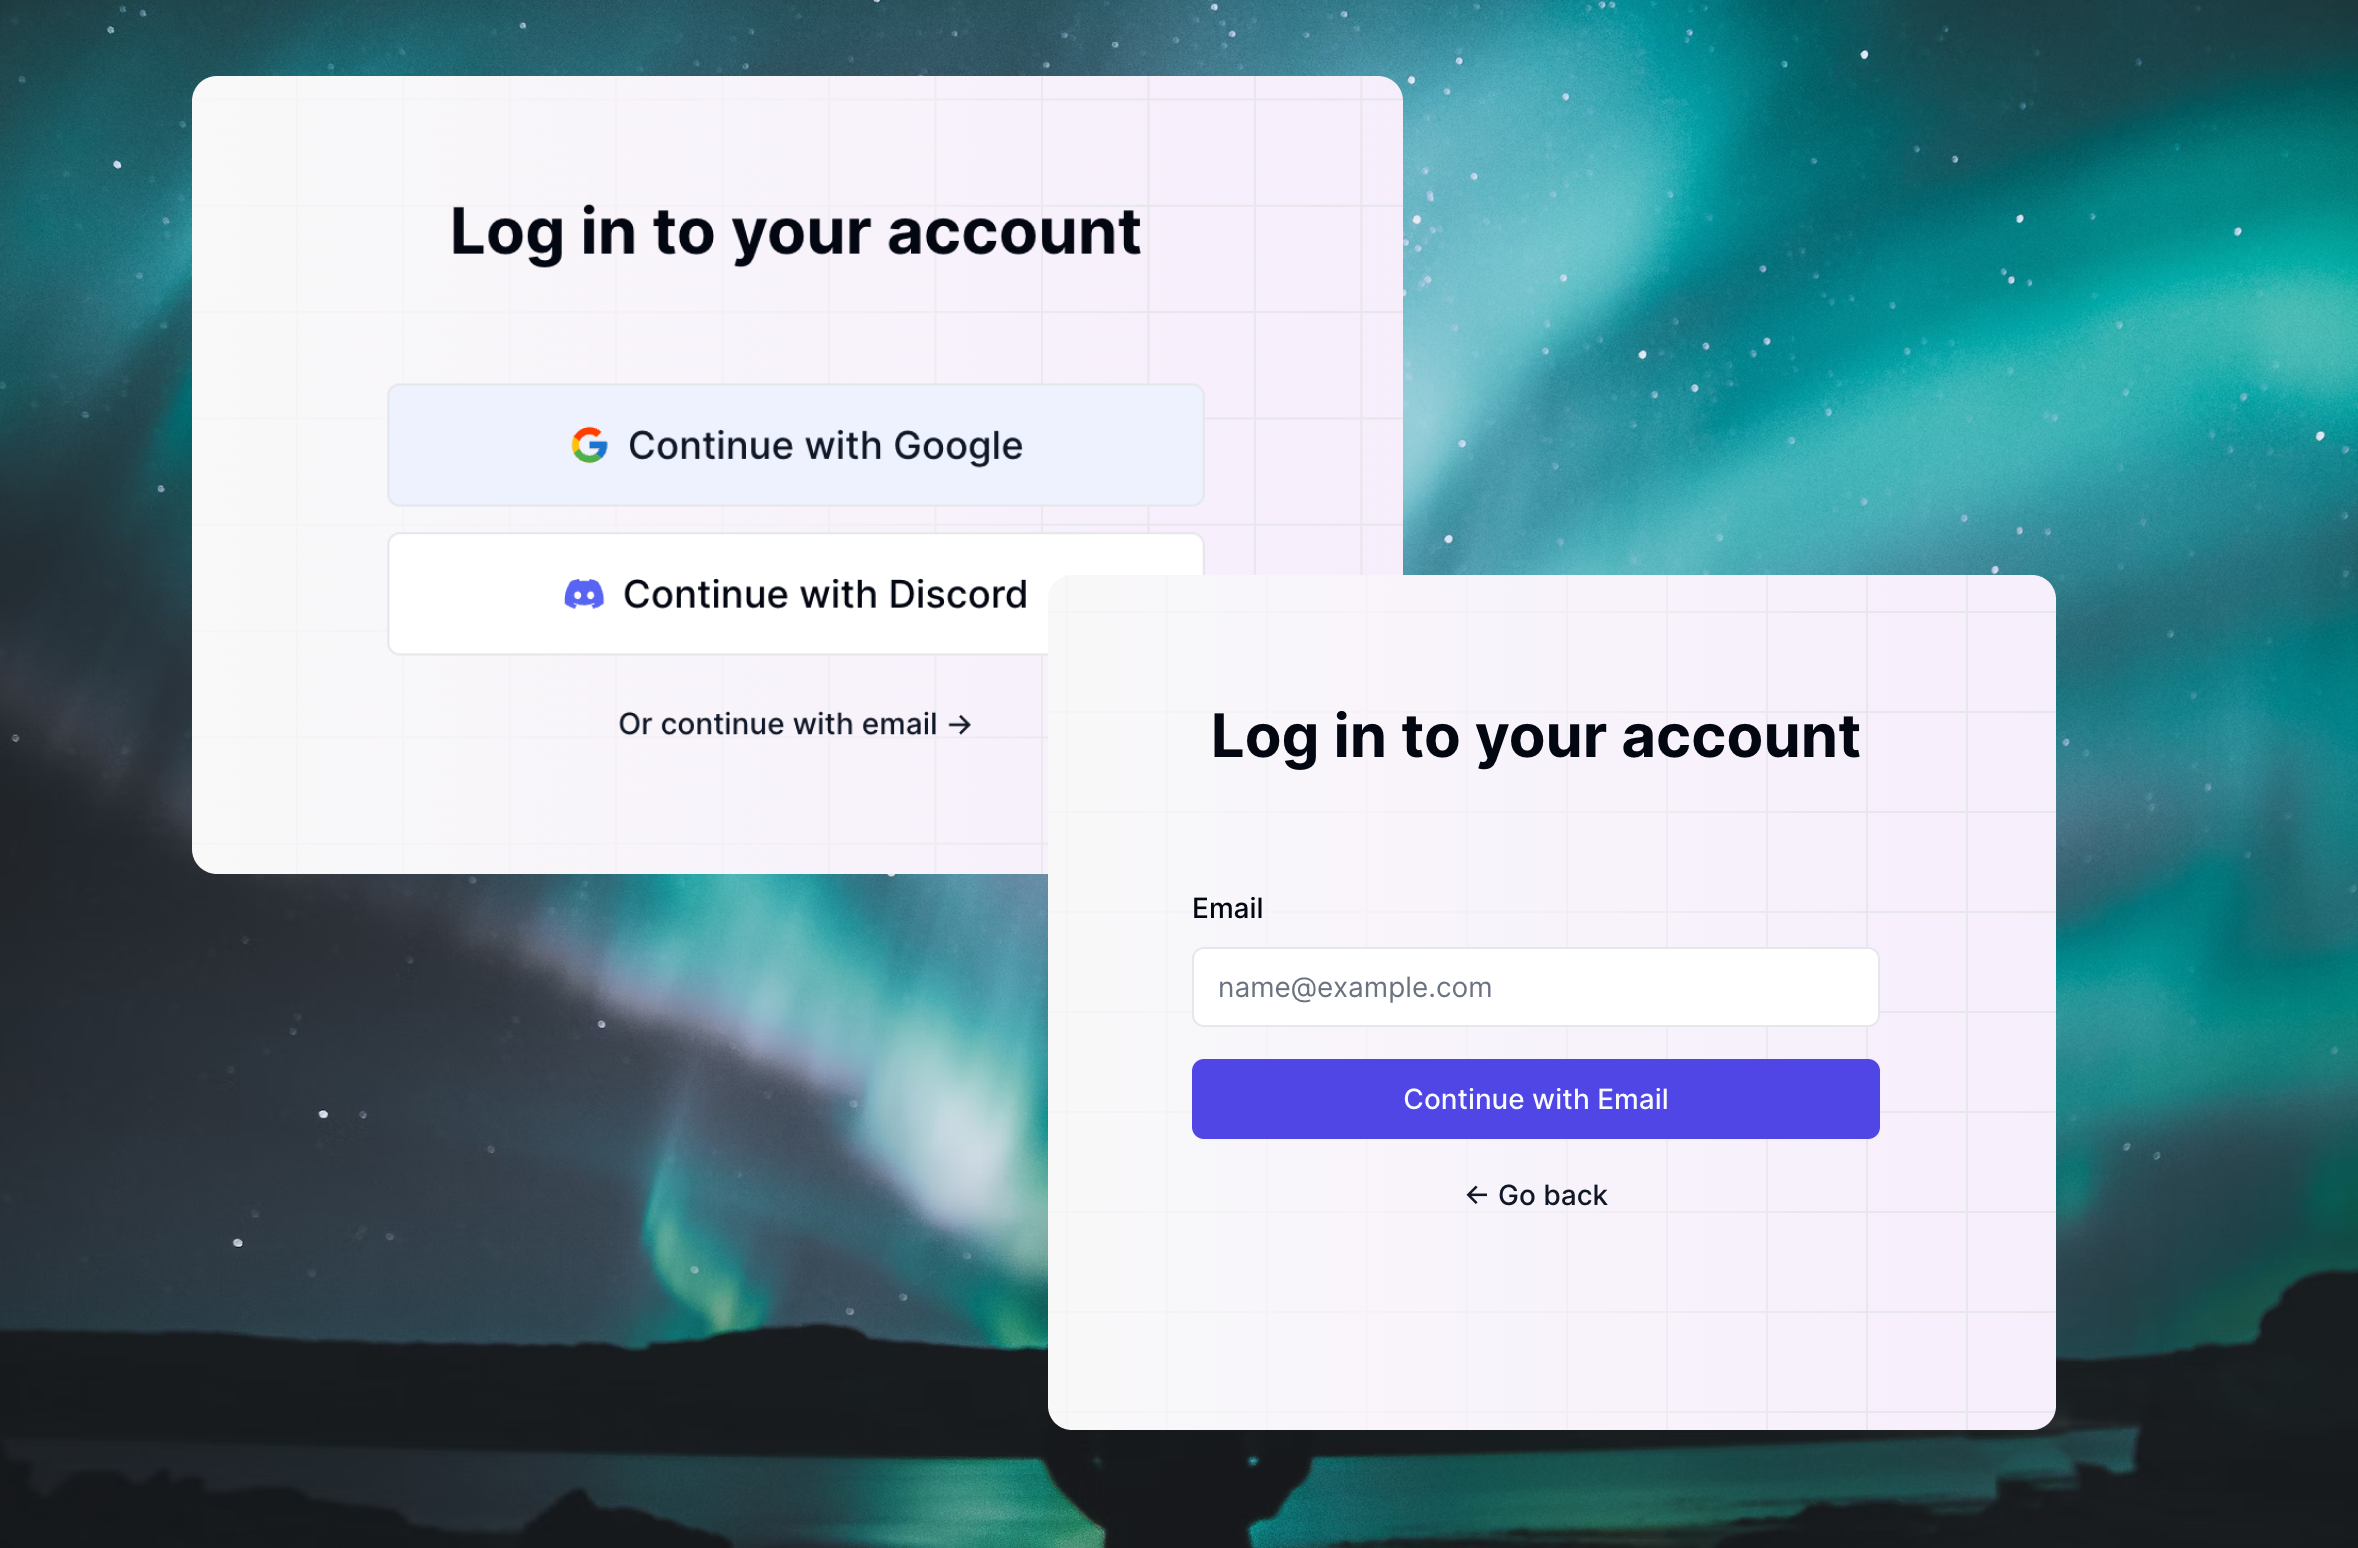 Log in to your account
Continue with Google
Continue with Discord
Or continue with email →
Log in to your account
Email
name@example.com
Continue with Email
← Go back